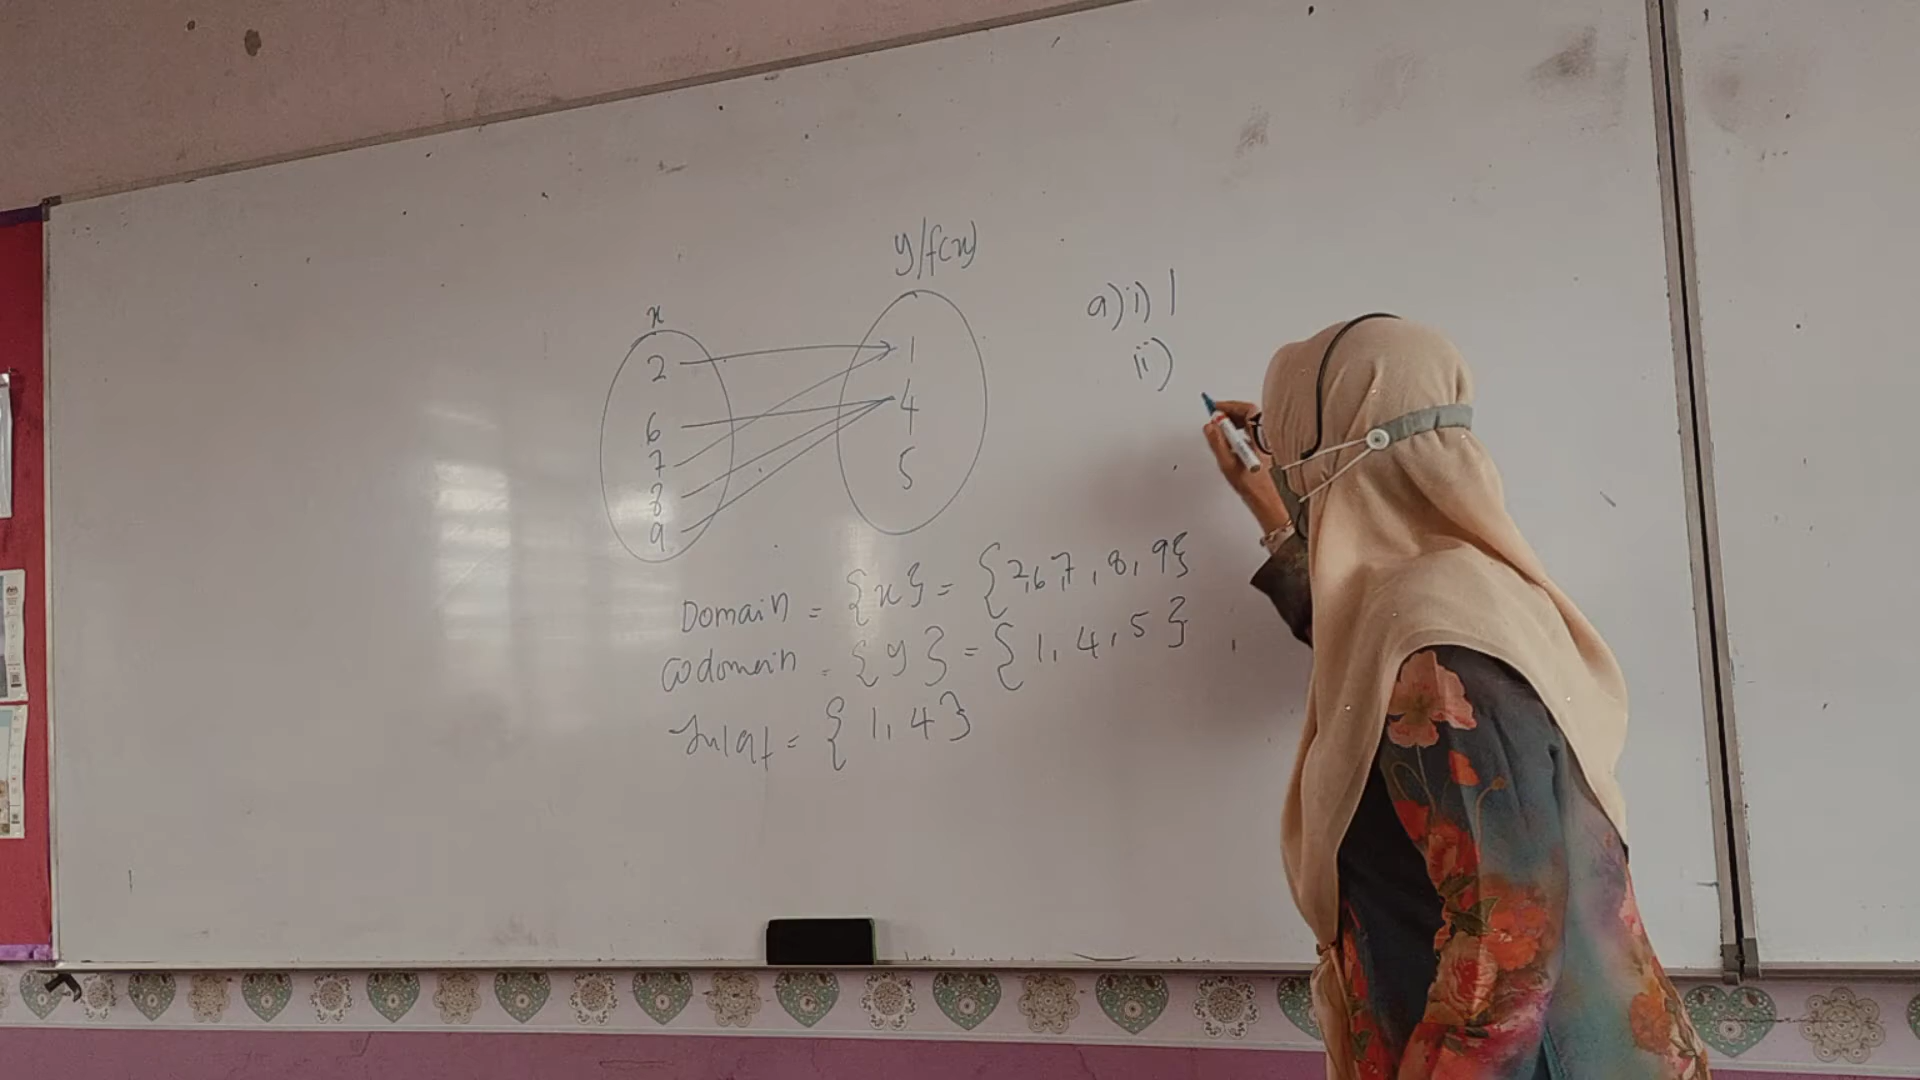 y/f(x)
x
2
6
7
8
9
1
4
5
a) i) 1
ii)
Domain = {x} = {2,6,7,8,9}
Codomain = {y} = {1,4,5}
Julat = {1,4}